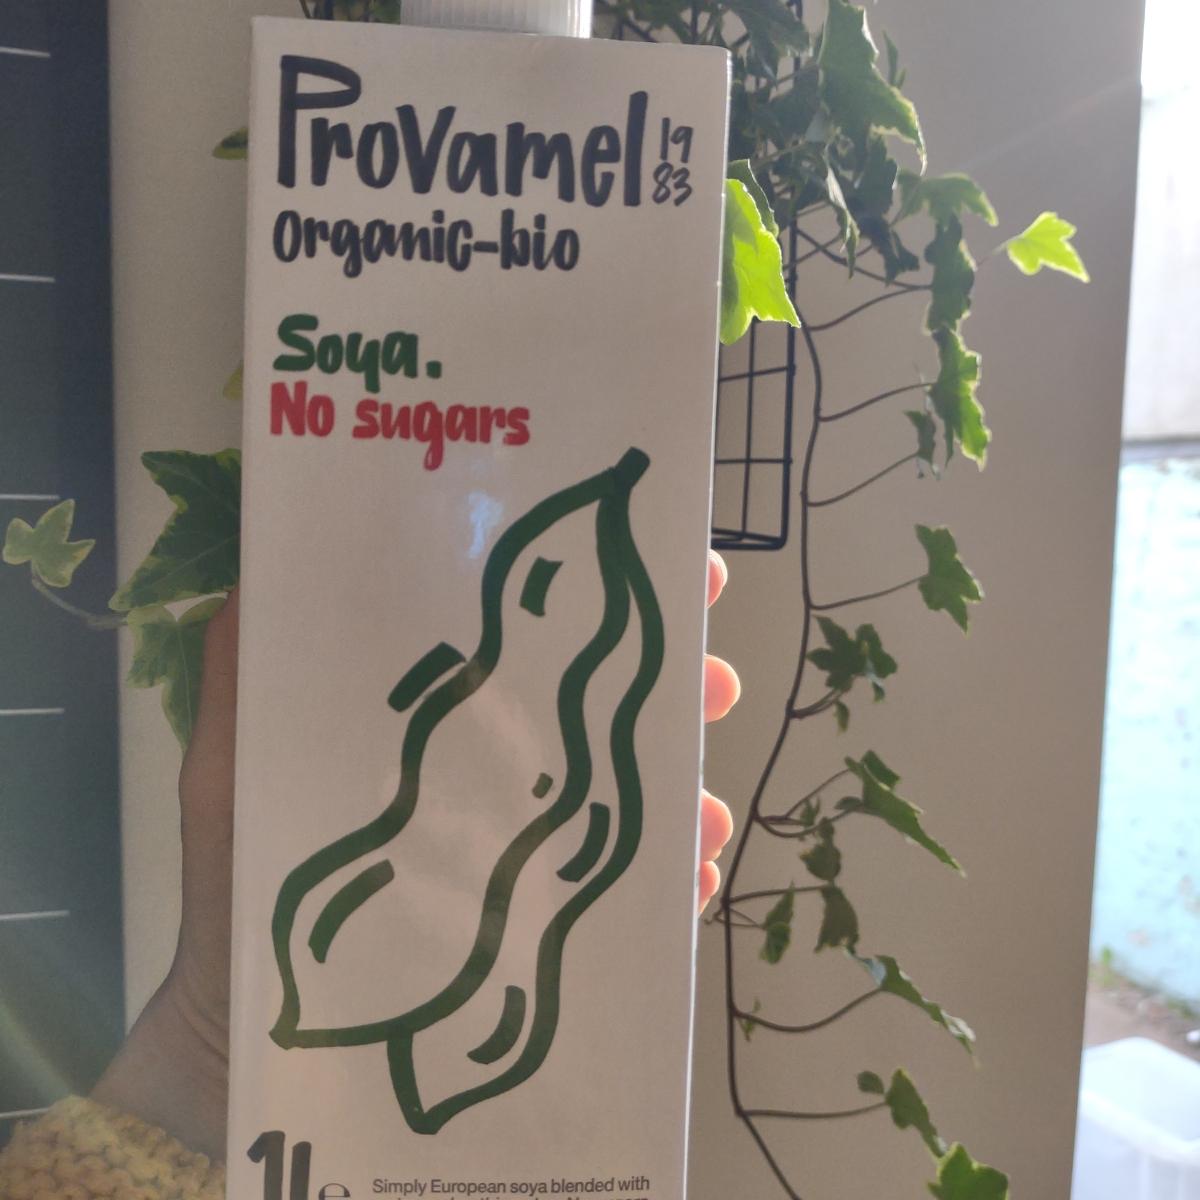 ProVamel 19
83
organic-bio
Soya.
No sugars
1L e
Simply European soya blended with